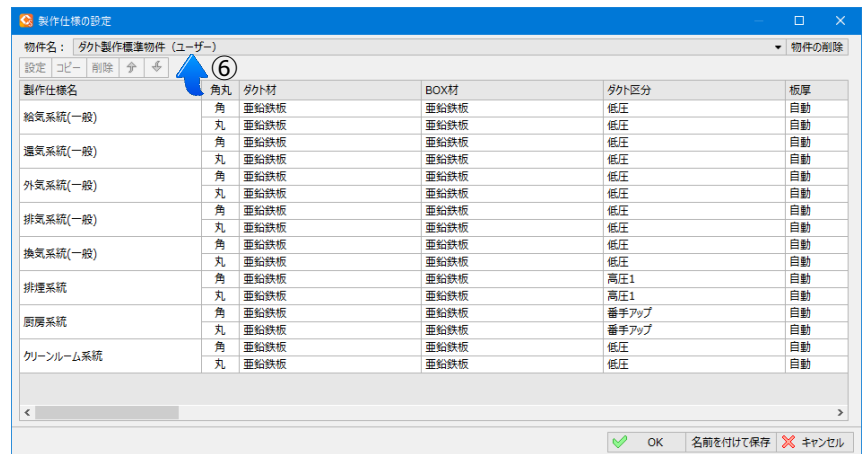 製作仕様の設定
物件名： ダクト製作標準物件（ユーザー） 物件の削除
設定 コピー 削除
⑥
製作仕様名 角丸 ダクト材 BOX材 ダクト区分 板厚
給気系統(一般) 角 亜鉛鉄板 亜鉛鉄板 低圧 自動
丸 亜鉛鉄板 亜鉛鉄板 低圧 自動
還気系統(一般) 角 亜鉛鉄板 亜鉛鉄板 低圧 自動
丸 亜鉛鉄板 亜鉛鉄板 低圧 自動
外気系統(一般) 角 亜鉛鉄板 亜鉛鉄板 低圧 自動
丸 亜鉛鉄板 亜鉛鉄板 低圧 自動
排気系統(一般) 角 亜鉛鉄板 亜鉛鉄板 低圧 自動
丸 亜鉛鉄板 亜鉛鉄板 低圧 自動
換気系統(一般) 角 亜鉛鉄板 亜鉛鉄板 低圧 自動
丸 亜鉛鉄板 亜鉛鉄板 低圧 自動
排煙系統 角 亜鉛鉄板 亜鉛鉄板 高圧1 自動
丸 亜鉛鉄板 亜鉛鉄板 高圧1 自動
厨房系統 角 亜鉛鉄板 亜鉛鉄板 番手アップ 自動
丸 亜鉛鉄板 亜鉛鉄板 番手アップ 自動
クリーンルーム系統 角 亜鉛鉄板 亜鉛鉄板 低圧 自動
丸 亜鉛鉄板 亜鉛鉄板 低圧 自動
OK 名前を付けて保存 キャンセル